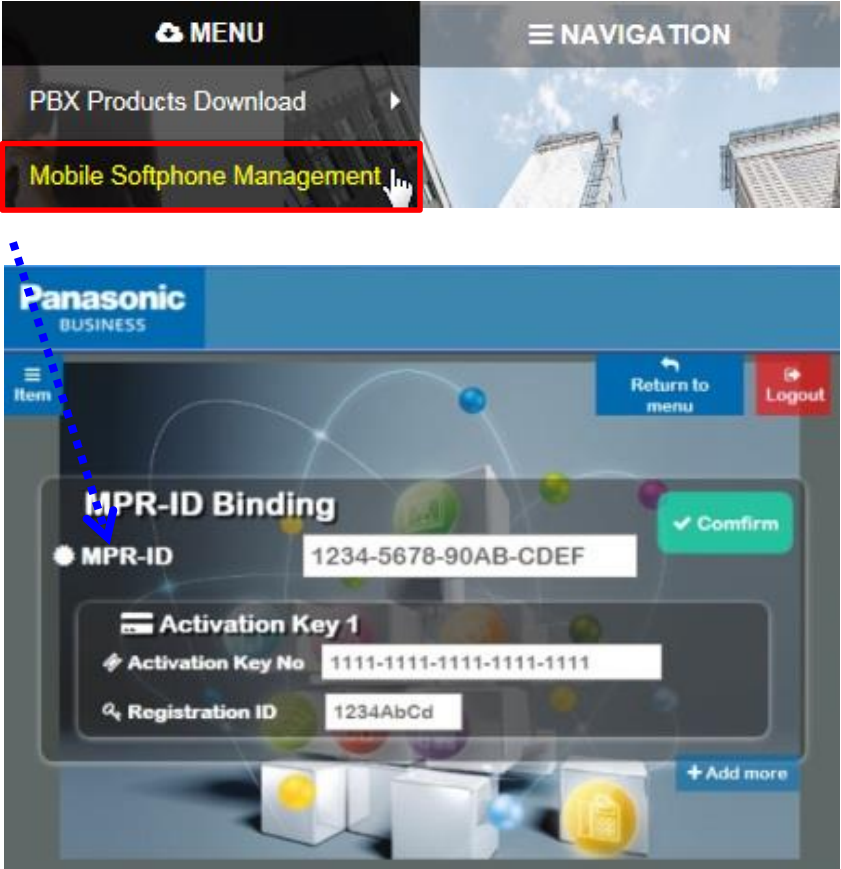 MENU
NAVIGATION
PBX Products Download
Mobile Softphone Management
Panasonic
BUSINESS
Item
Return to
menu
Logout
MPR-ID Binding
Comfirm
MPR-ID
1234-5678-90AB-CDEF
Activation Key 1
Activation Key No
1111-1111-1111-1111-1111
Registration ID
1234AbCd
+ Add more